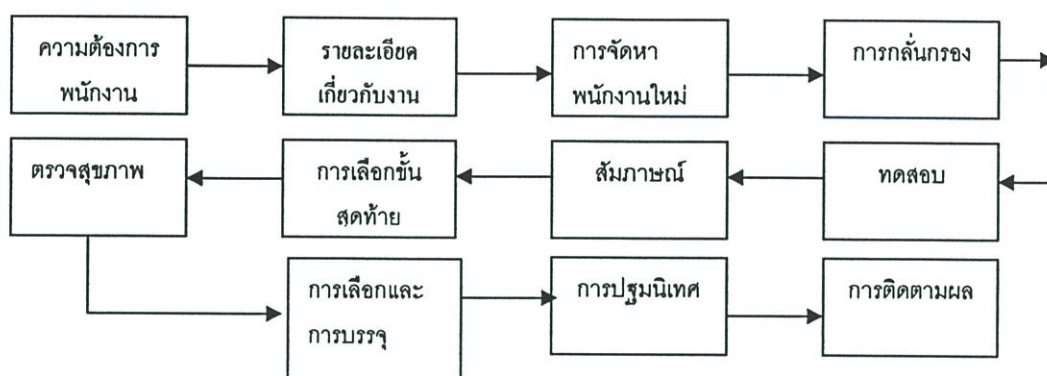 ความต้องการ
พนักงาน
รายละเอียด
เกี่ยวกับงาน
การจัดหา
พนักงานใหม่
การกลั่นกรอง
ทดสอบ
สัมภาษณ์
การเลือกขั้น
สุดท้าย
ตรวจสุขภาพ
การเลือกและ
การบรรจุ
การปฐมนิเทศ
การติดตามผล